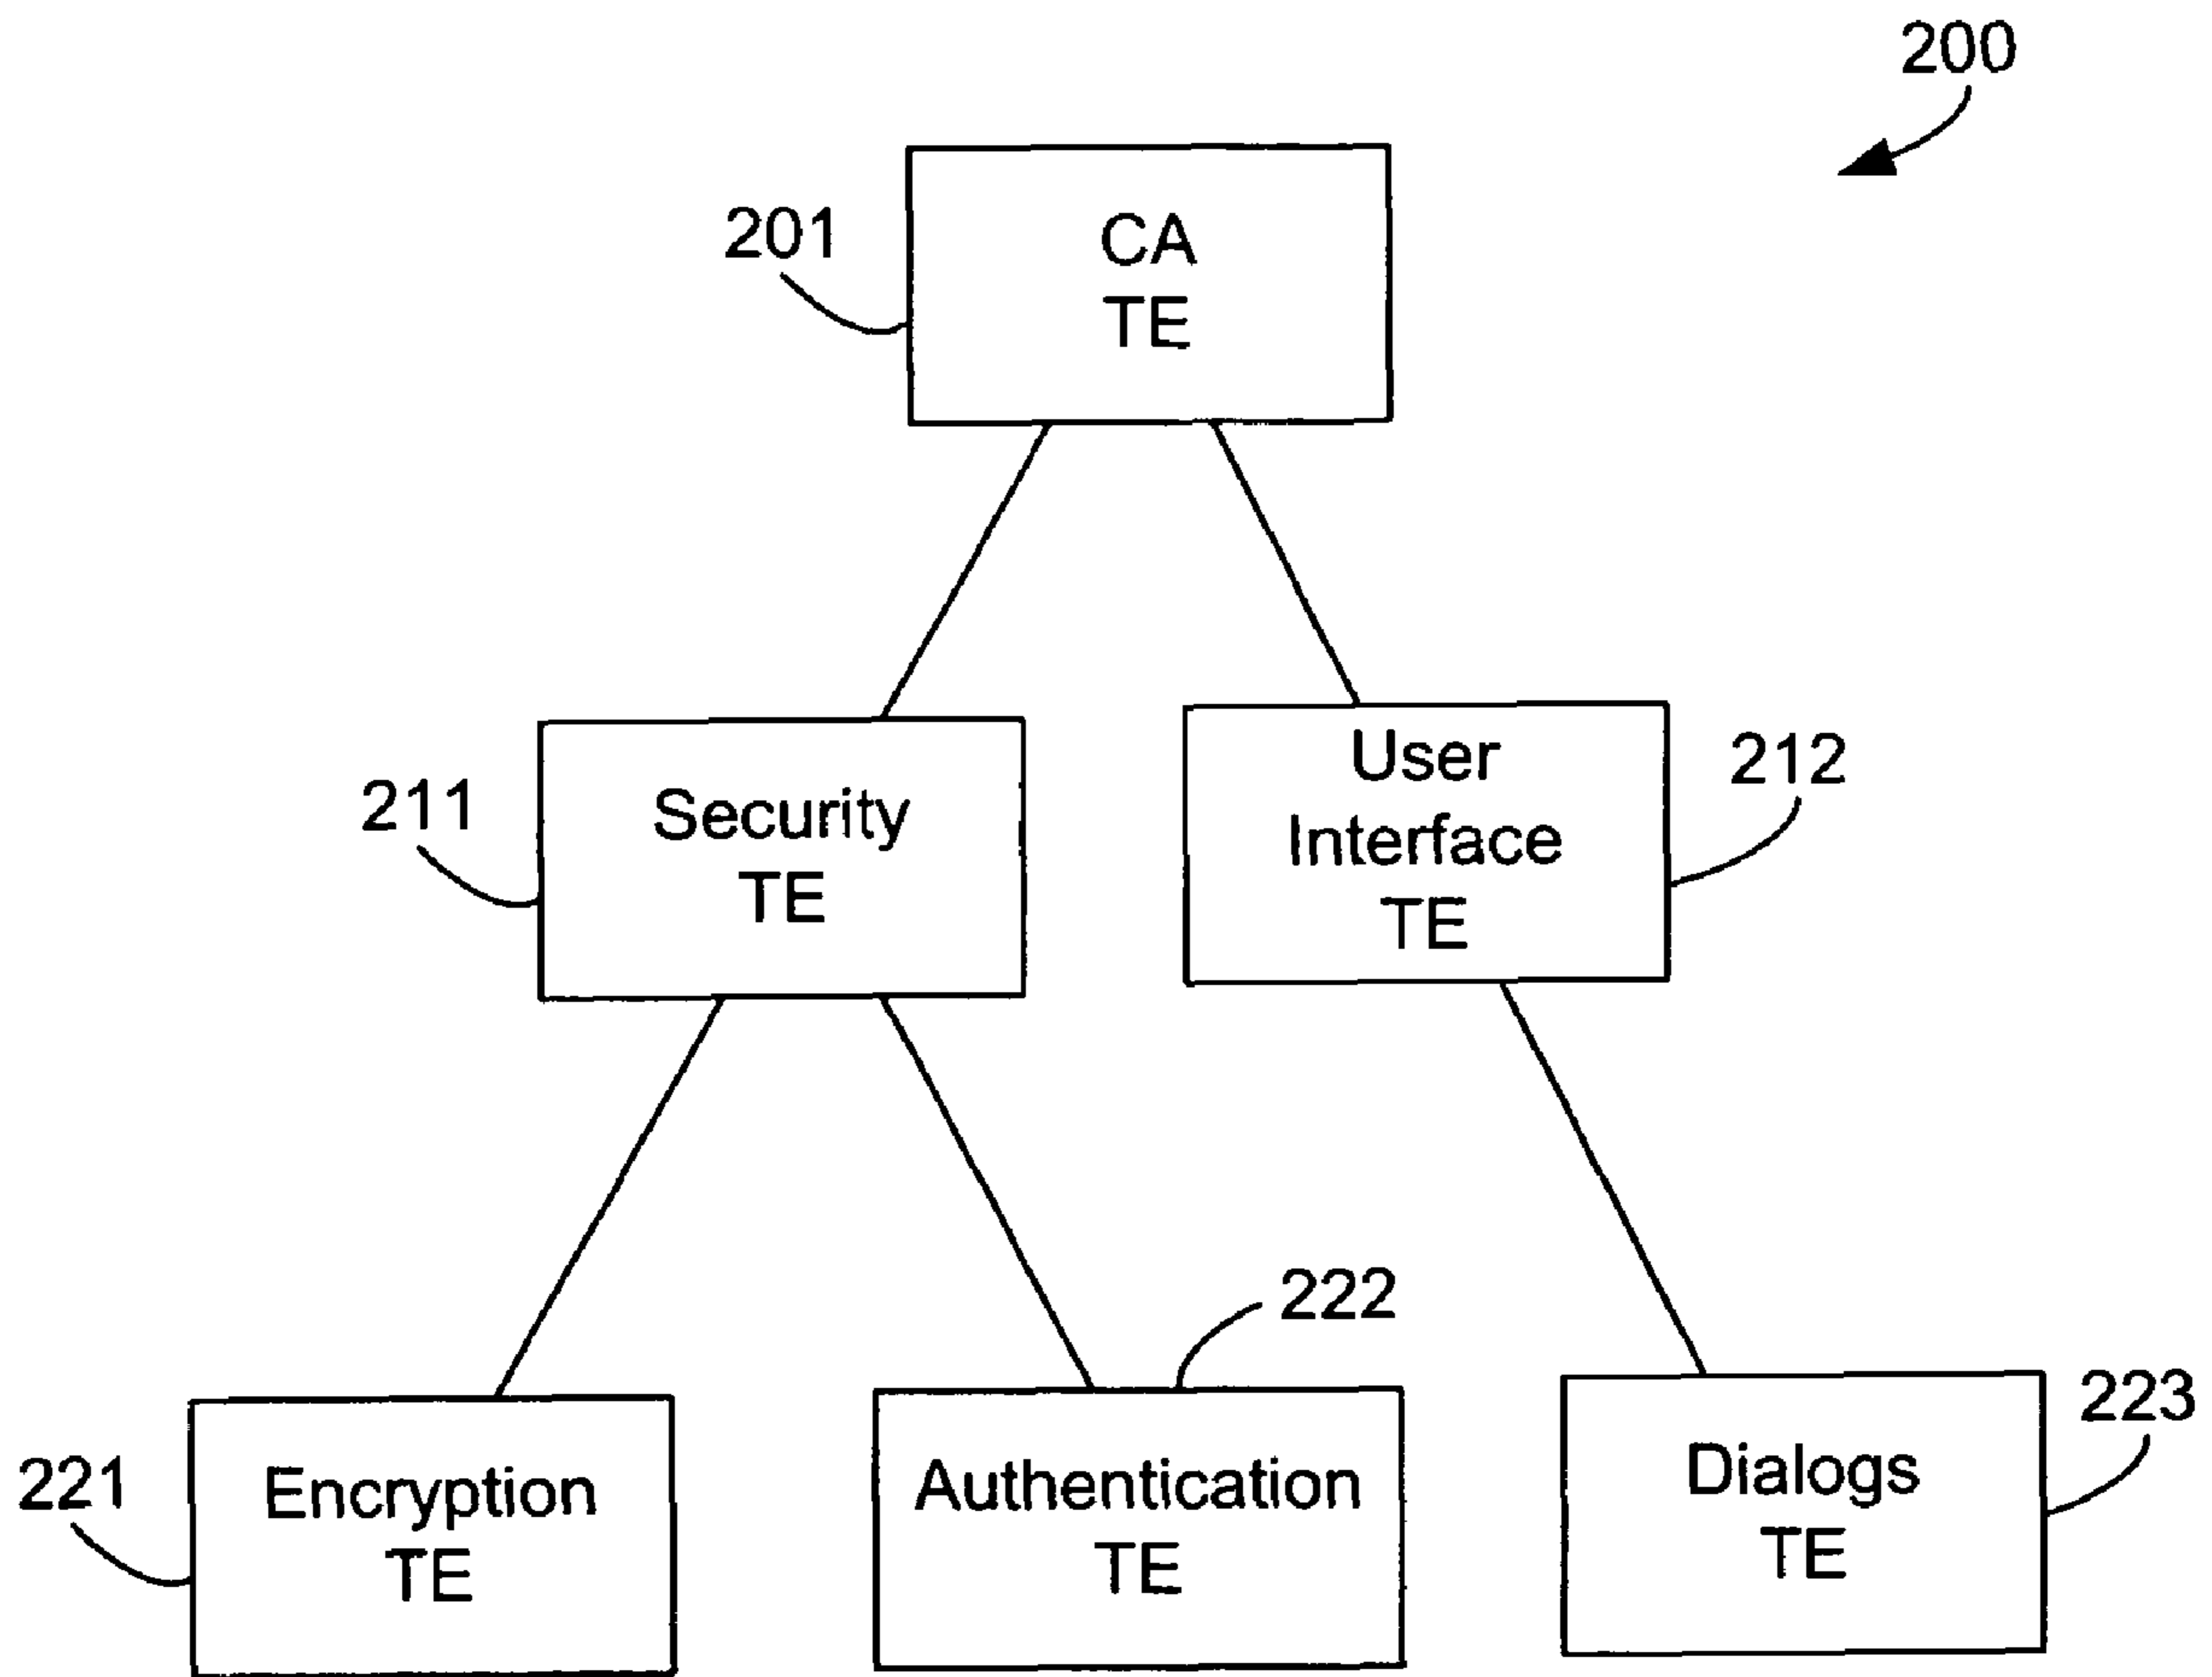 200
201
CA
TE
211
Security
TE
User
Interface
TE
212
221
Encryption
TE
222
Authentication
TE
223
Dialogs
TE